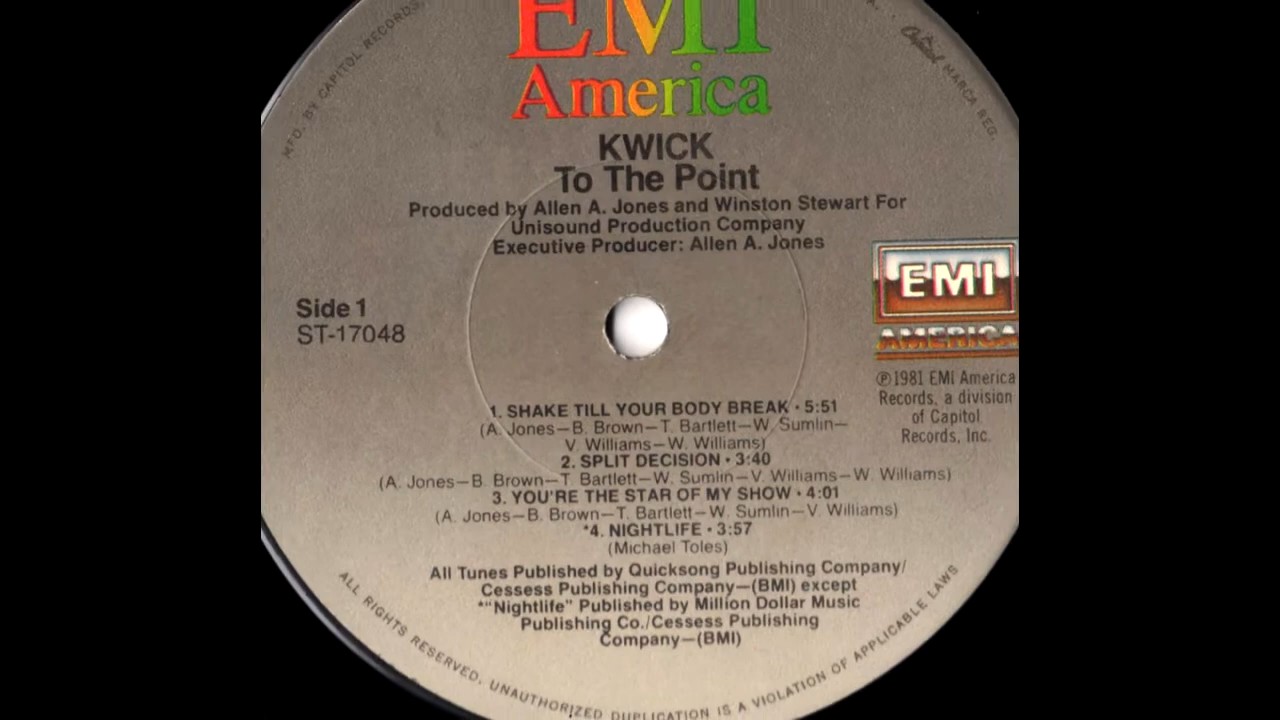 EMI
America
MFD. BY CAPITOL RECORDS,
Capitol MARCA REG.
KWICK
To The Point
Produced by Allen A. Jones and Winston Stewart For
Unisound Production Company
Executive Producer: Allen A. Jones
EMI
AMERICA
Side 1
ST-17048
℗1981 EMI America
Records, a division
of Capitol
Records, Inc.
1. SHAKE TILL YOUR BODY BREAK • 5:51
(A. Jones—B. Brown—T. Bartlett—W. Sumlin—
V. Williams—W. Williams)
2. SPLIT DECISION • 3:40
(A. Jones—B. Brown—T. Bartlett—W. Sumlin—V. Williams—W. Williams)
3. YOU'RE THE STAR OF MY SHOW • 4:01
(A. Jones—B. Brown—T. Bartlett—W. Sumlin—V. Williams)
*4. NIGHTLIFE • 3:57
(Michael Toles)
All Tunes Published by Quicksong Publishing Company/
Cessess Publishing Company—(BMI) except
*"Nightlife" Published by Million Dollar Music
Publishing Co./Cessess Publishing
Company—(BMI)
ALL RIGHTS RESERVED. UNAUTHORIZED DUPLICATION IS A VIOLATION OF APPLICABLE LAWS